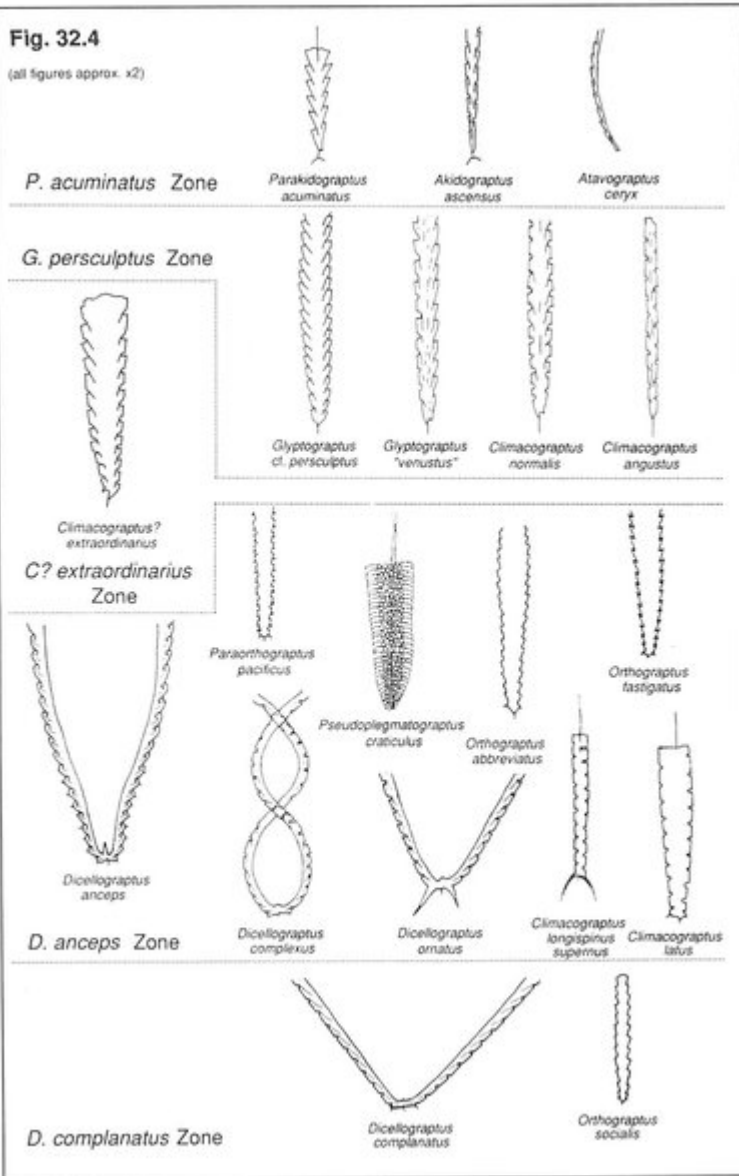 Fig. 32.4
(all figures approx. x2)
P. acuminatus Zone
Parakidograptus
acuminatus
Akidograptus
ascensus
Atavograptus
ceryx
G. persculptus Zone
Glyptograptus
cf. persculptus
Glyptograptus
"venustus"
Climacograptus
normalis
Climacograptus
angustus
Climacograptus?
extraordinarius
C? extraordinarius
Zone
Paraorthograptus
pacificus
Pseudoplegmatograptus
craticulus
Orthograptus
abbreviatus
Orthograptus
fastigatus
Dicellograptus
anceps
Dicellograptus
complexus
Dicellograptus
ornatus
Climacograptus
longispinus
supernus
Climacograptus
latus
D. anceps Zone
Dicellograptus
complanatus
Orthograptus
socialis
D. complanatus Zone